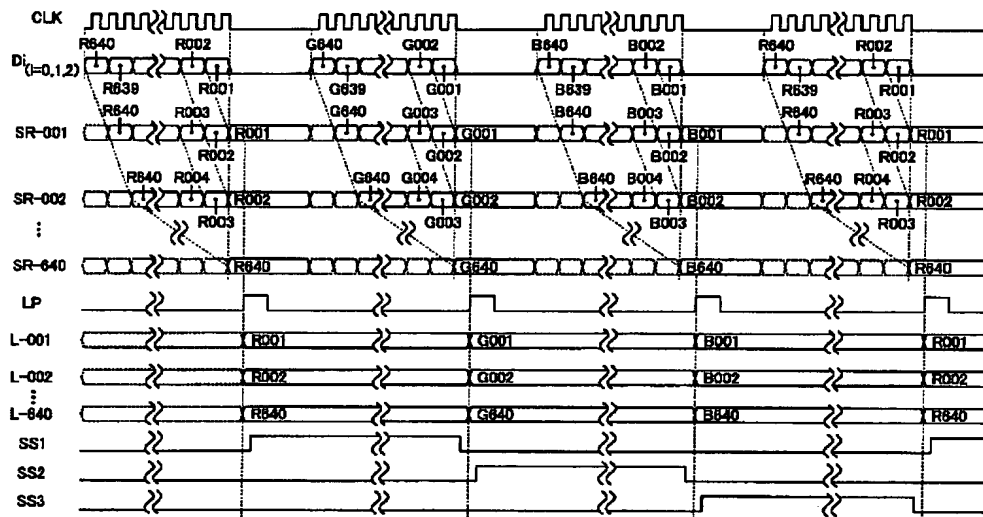 CLK
R640 R002 G640 G002 B640 B002 R640 R002
Di(i=0,1,2)
R639 R001 G639 G001 B639 B001 R639 R001
R640 R003 G640 G003 B640 B003 R640 R003
SR-001 R001 G001 B001 R001
R002 G002 B002 R002
R640 R004 G640 G004 B640 B004 R640 R004
SR-002 R002 G002 B002 R002
R003 G003 B003 R003
⋮
SR-640 R640 G640 B640 R640
LP
L-001 R001 G001 B001 R001
L-002 R002 G002 B002 R002
⋮
L-640 R640 G640 B640 R640
SS1
SS2
SS3